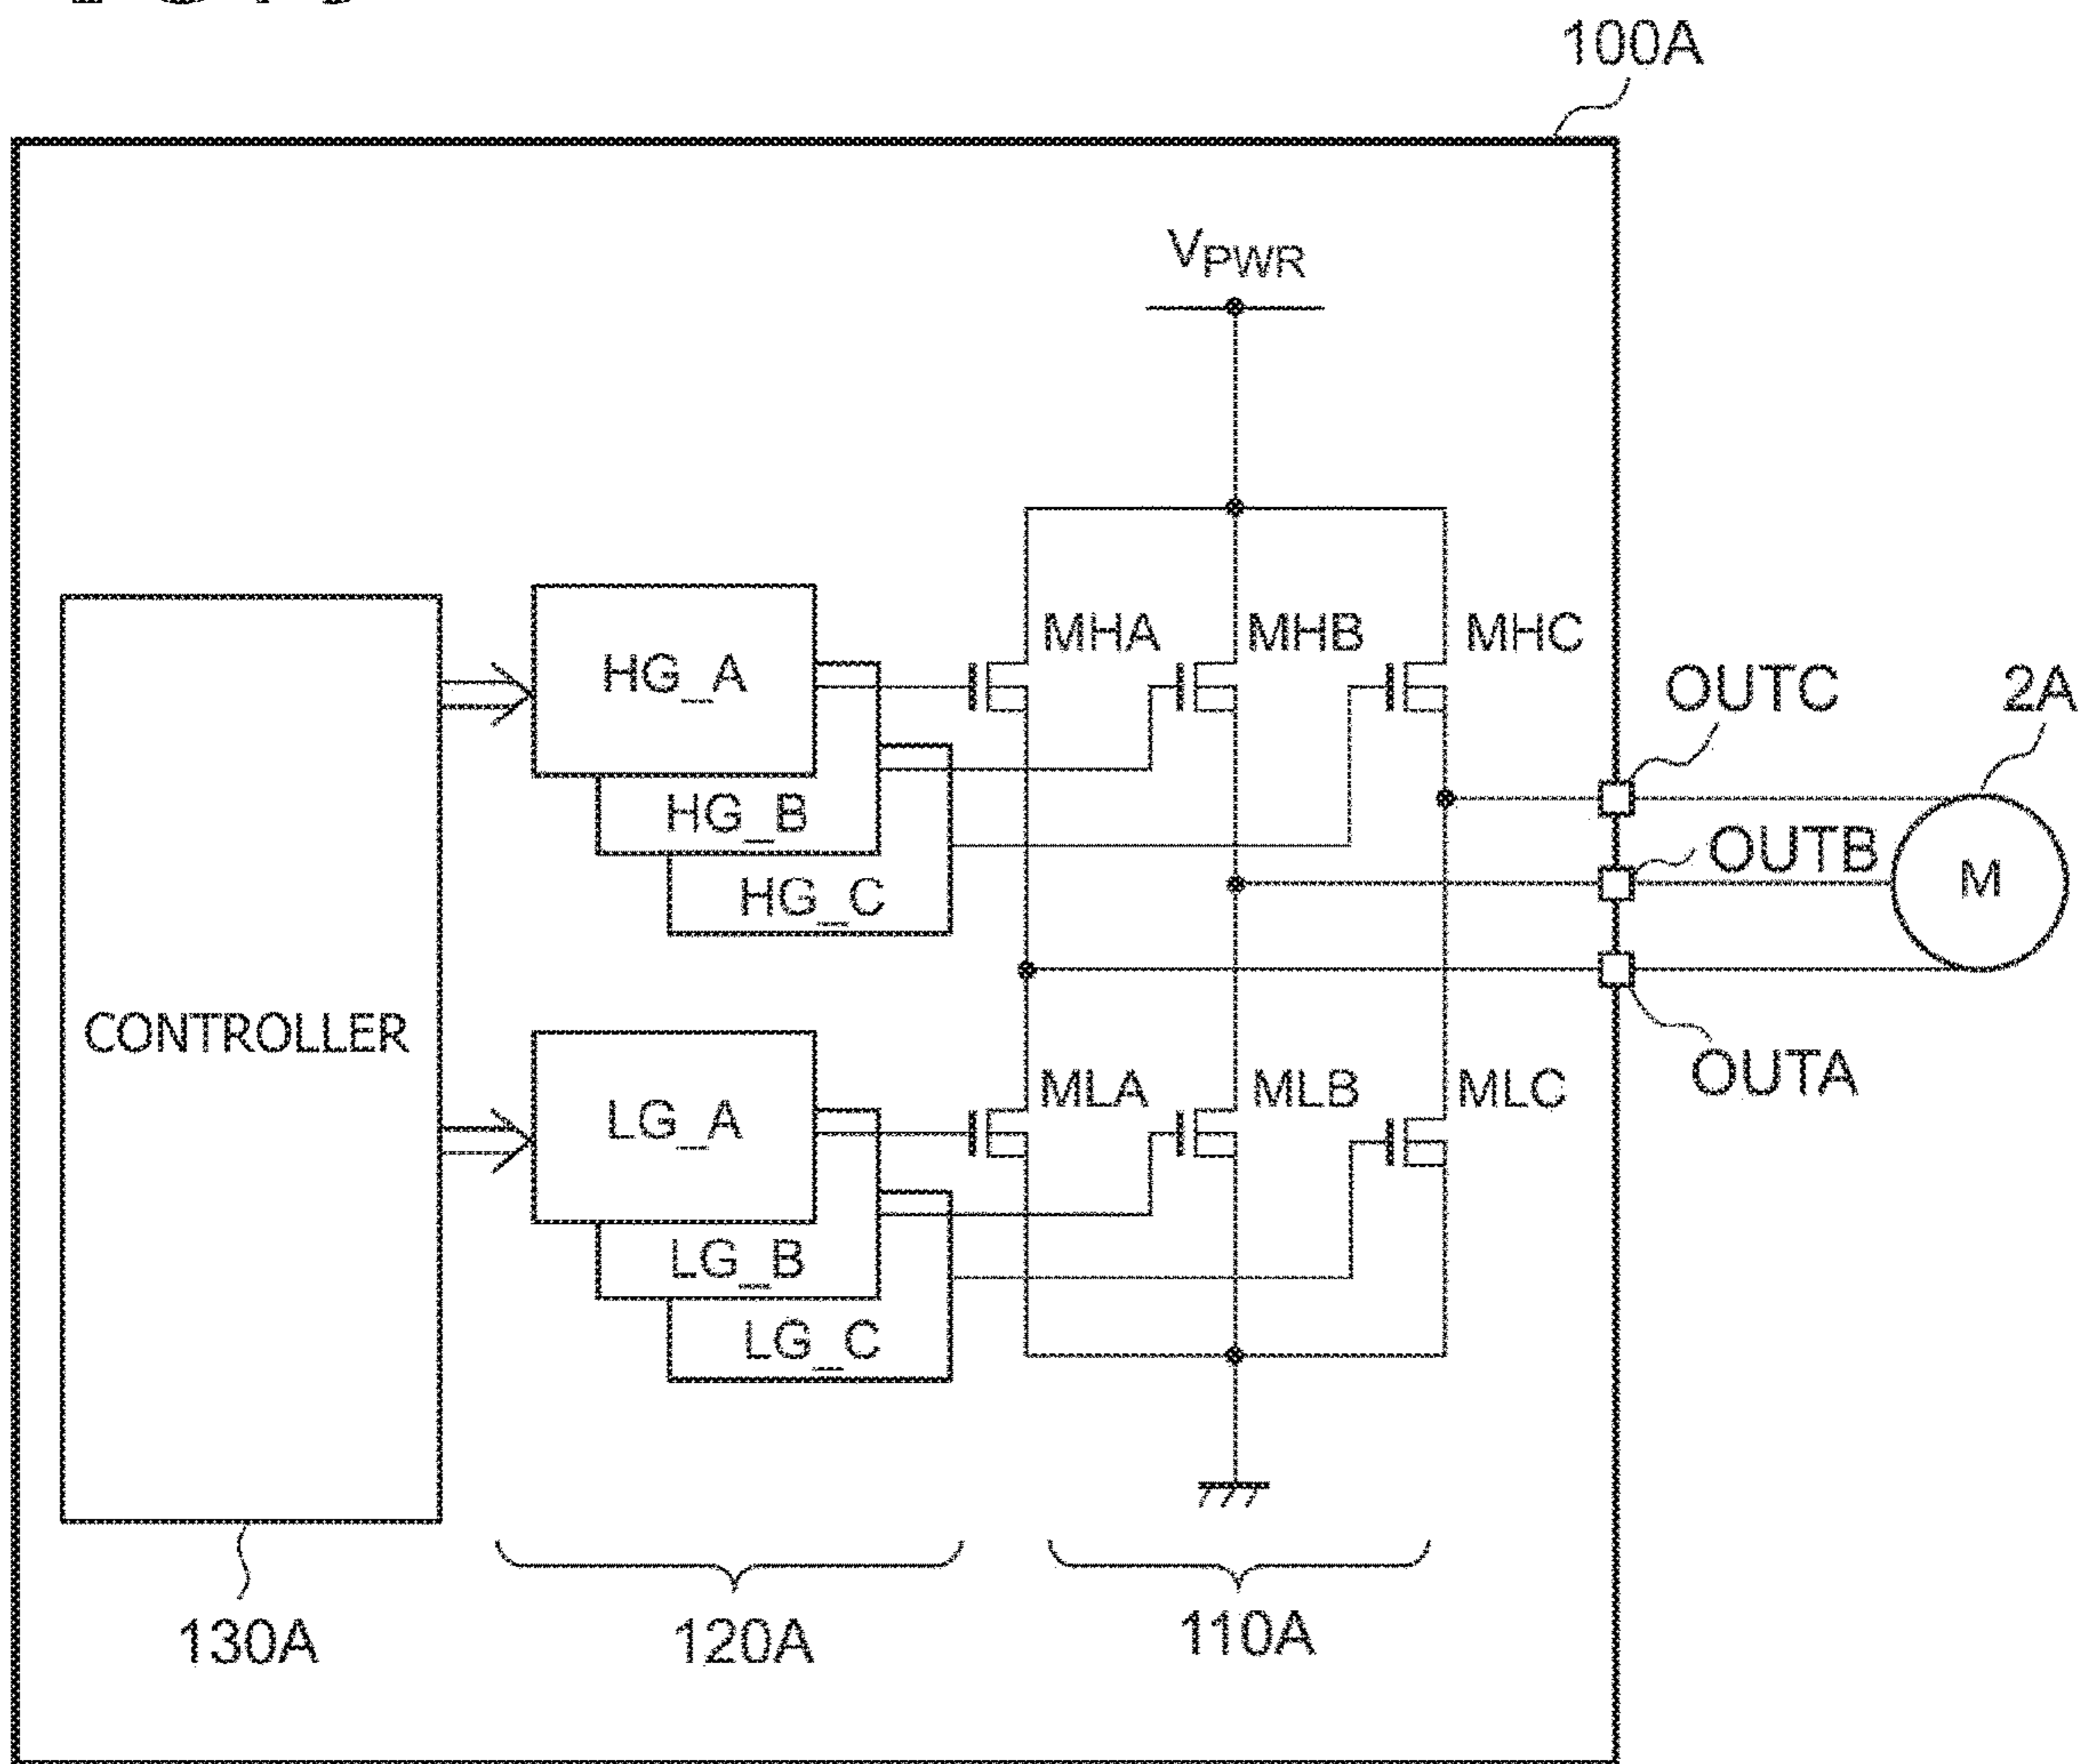 100A
VPWR
MHA MHB MHC
HG_A
OUTC 2A
HG_B
OUTB
M
HG_C
CONTROLLER
OUTA
MLA MLB MLC
LG_A
LG_B
LG_C
130A 120A 110A